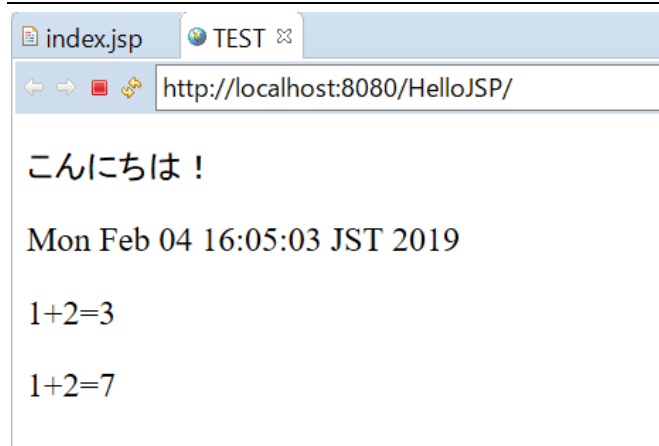 index.jsp
TEST
http://localhost:8080/HelloJSP/
こんにちは！
Mon Feb 04 16:05:03 JST 2019
1+2=3
1+2=7